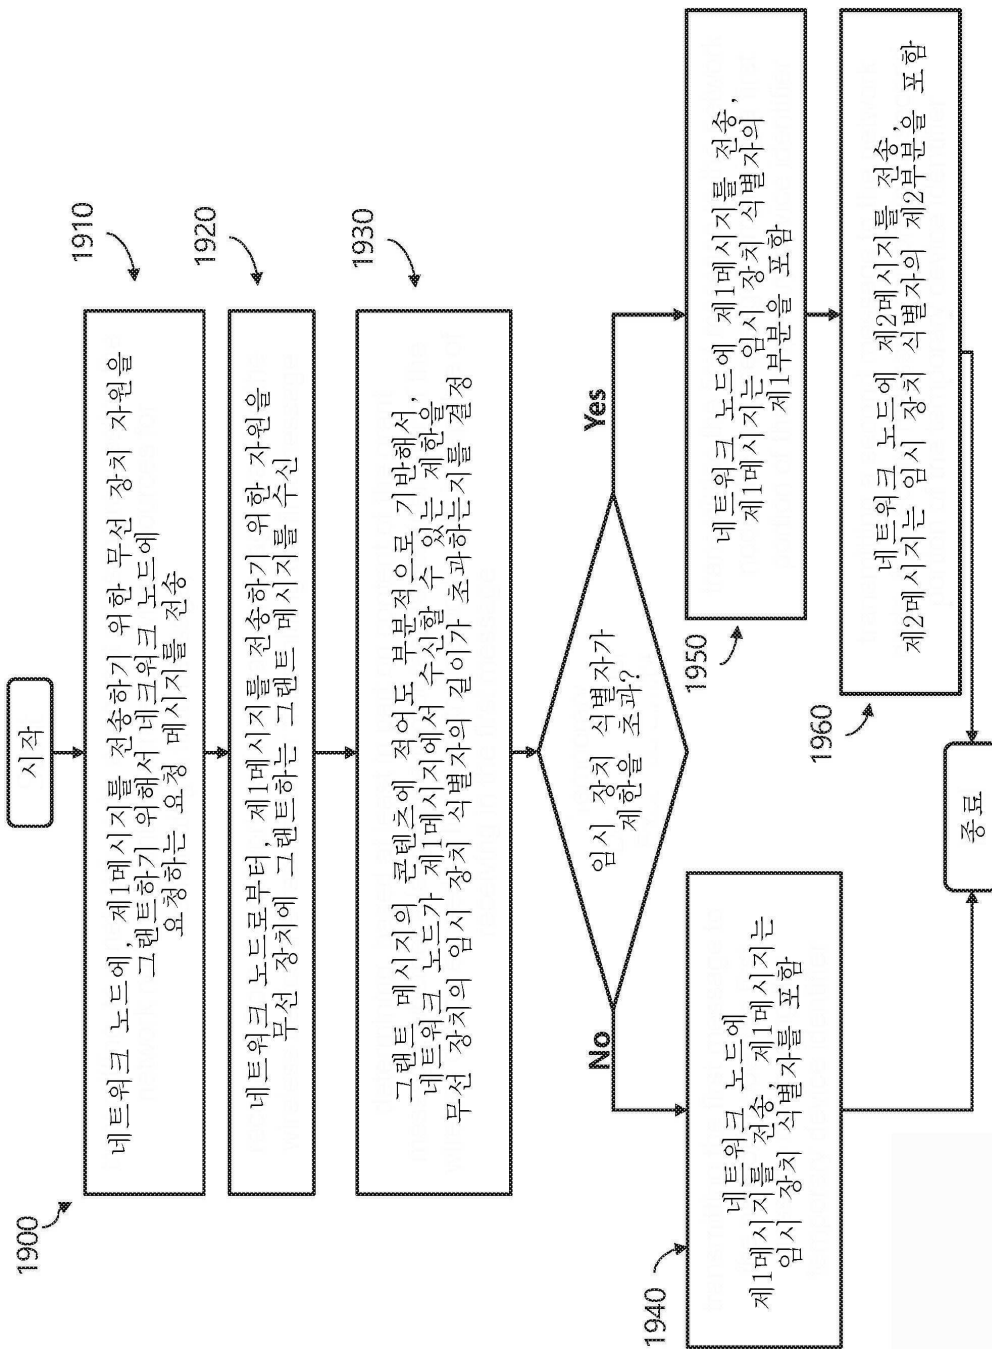 1900
시작
1910
네트워크 노드에, 제1메시지를 전송하기 위한 무선 장치 자원을
그랜트하기 위해서 네크워크 노드에
요청하는 요청 메시지를 전송
1920
네트워크 노드로부터, 제1메시지를 전송하기 위한 자원을
무선 장치에 그랜트하는 그랜트 메시지를 수신
1930
그랜트 메시지의 콘텐츠에 적어도 부분적으로 기반해서,
네트워크 노드가 제1메시지에서 수신할 수 있는 제한을
무선 장치의 임시 장치 식별자의 길이가 초과하는지를 결정
임시 장치 식별자가
제한을 초과?
No
Yes
1940
네트워크 노드에
제1메시지를 전송, 제1메시지는
임시 장치 식별자를 포함
1950
네트워크 노드에 제1메시지를 전송,
제1메시지는 임시 장치 식별자의
제1부분을 포함
1960
네트워크 노드에 제2메시지를 전송,
제2메시지는 임시 장치 식별자의 제2부분을 포함
종료